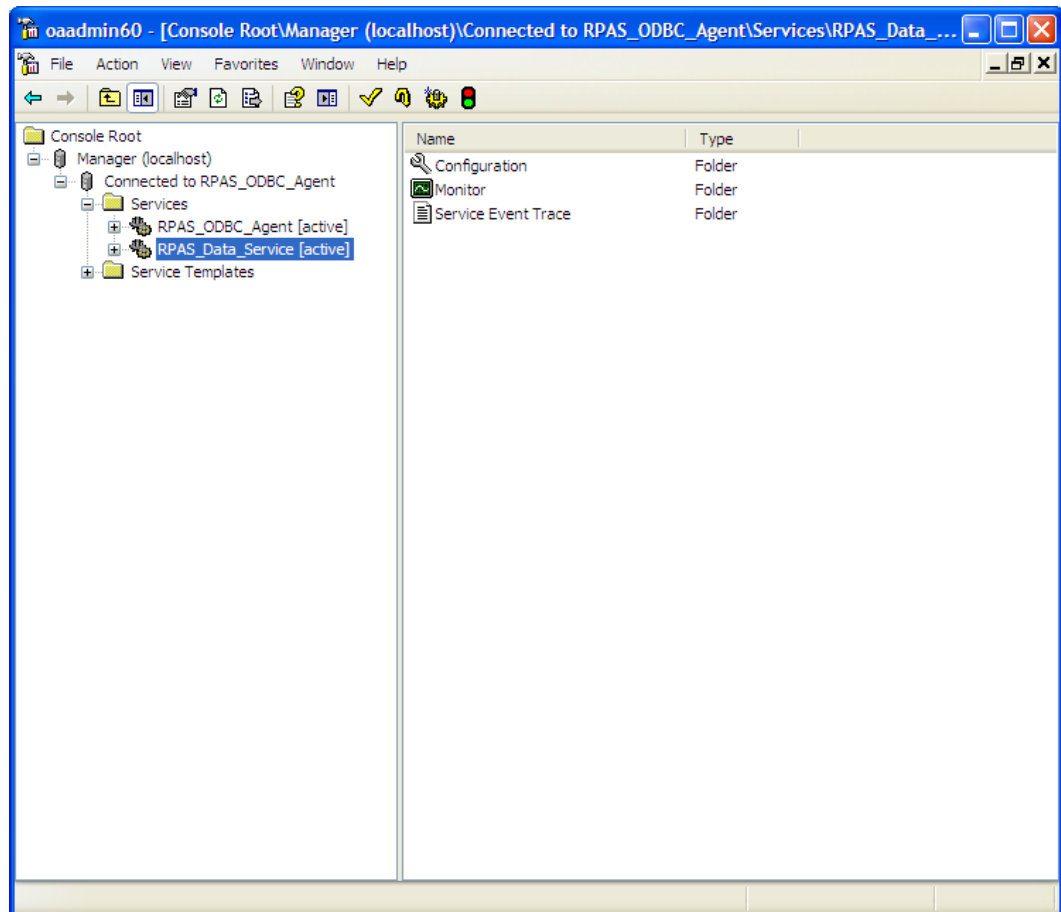 oaadmin60 - [Console Root\Manager (localhost)\Connected to RPAS_ODBC_Agent\Services\RPAS_Data_...
File Action View Favorites Window Help
Console Root
Manager (localhost)
Connected to RPAS_ODBC_Agent
Services
RPAS_ODBC_Agent [active]
RPAS_Data_Service [active]
Service Templates
Name Type
Configuration Folder
Monitor Folder
Service Event Trace Folder